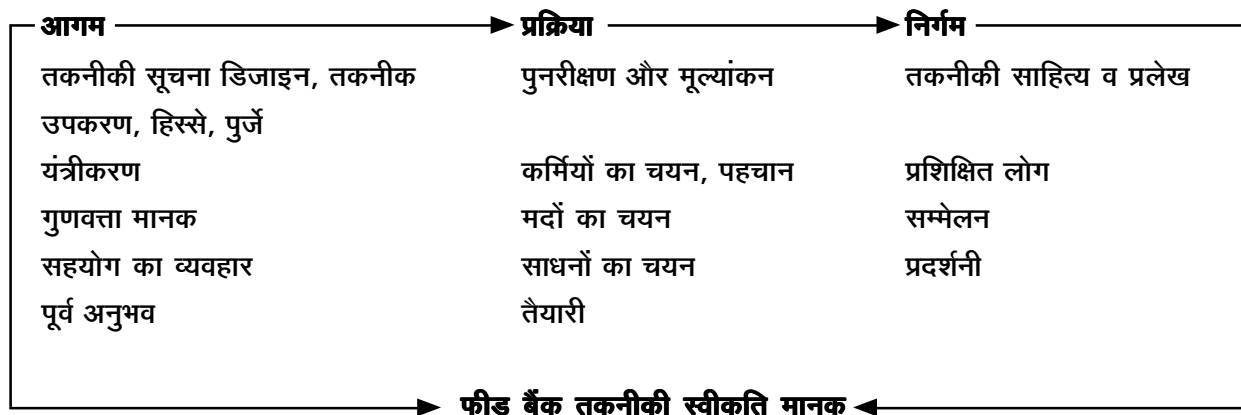 आगम प्रक्रिया निर्गम
तकनीकी सूचना डिजाइन, तकनीक पुनरीक्षण और मूल्यांकन तकनीकी साहित्य व प्रलेख
उपकरण, हिस्से, पुर्जे
यंत्रीकरण कर्मियों का चयन, पहचान प्रशिक्षित लोग
गुणवत्ता मानक मदों का चयन सम्मेलन
सहयोग का व्यवहार साधनों का चयन प्रदर्शनी
पूर्व अनुभव तैयारी
फीड बैंक तकनीकी स्वीकति मानक